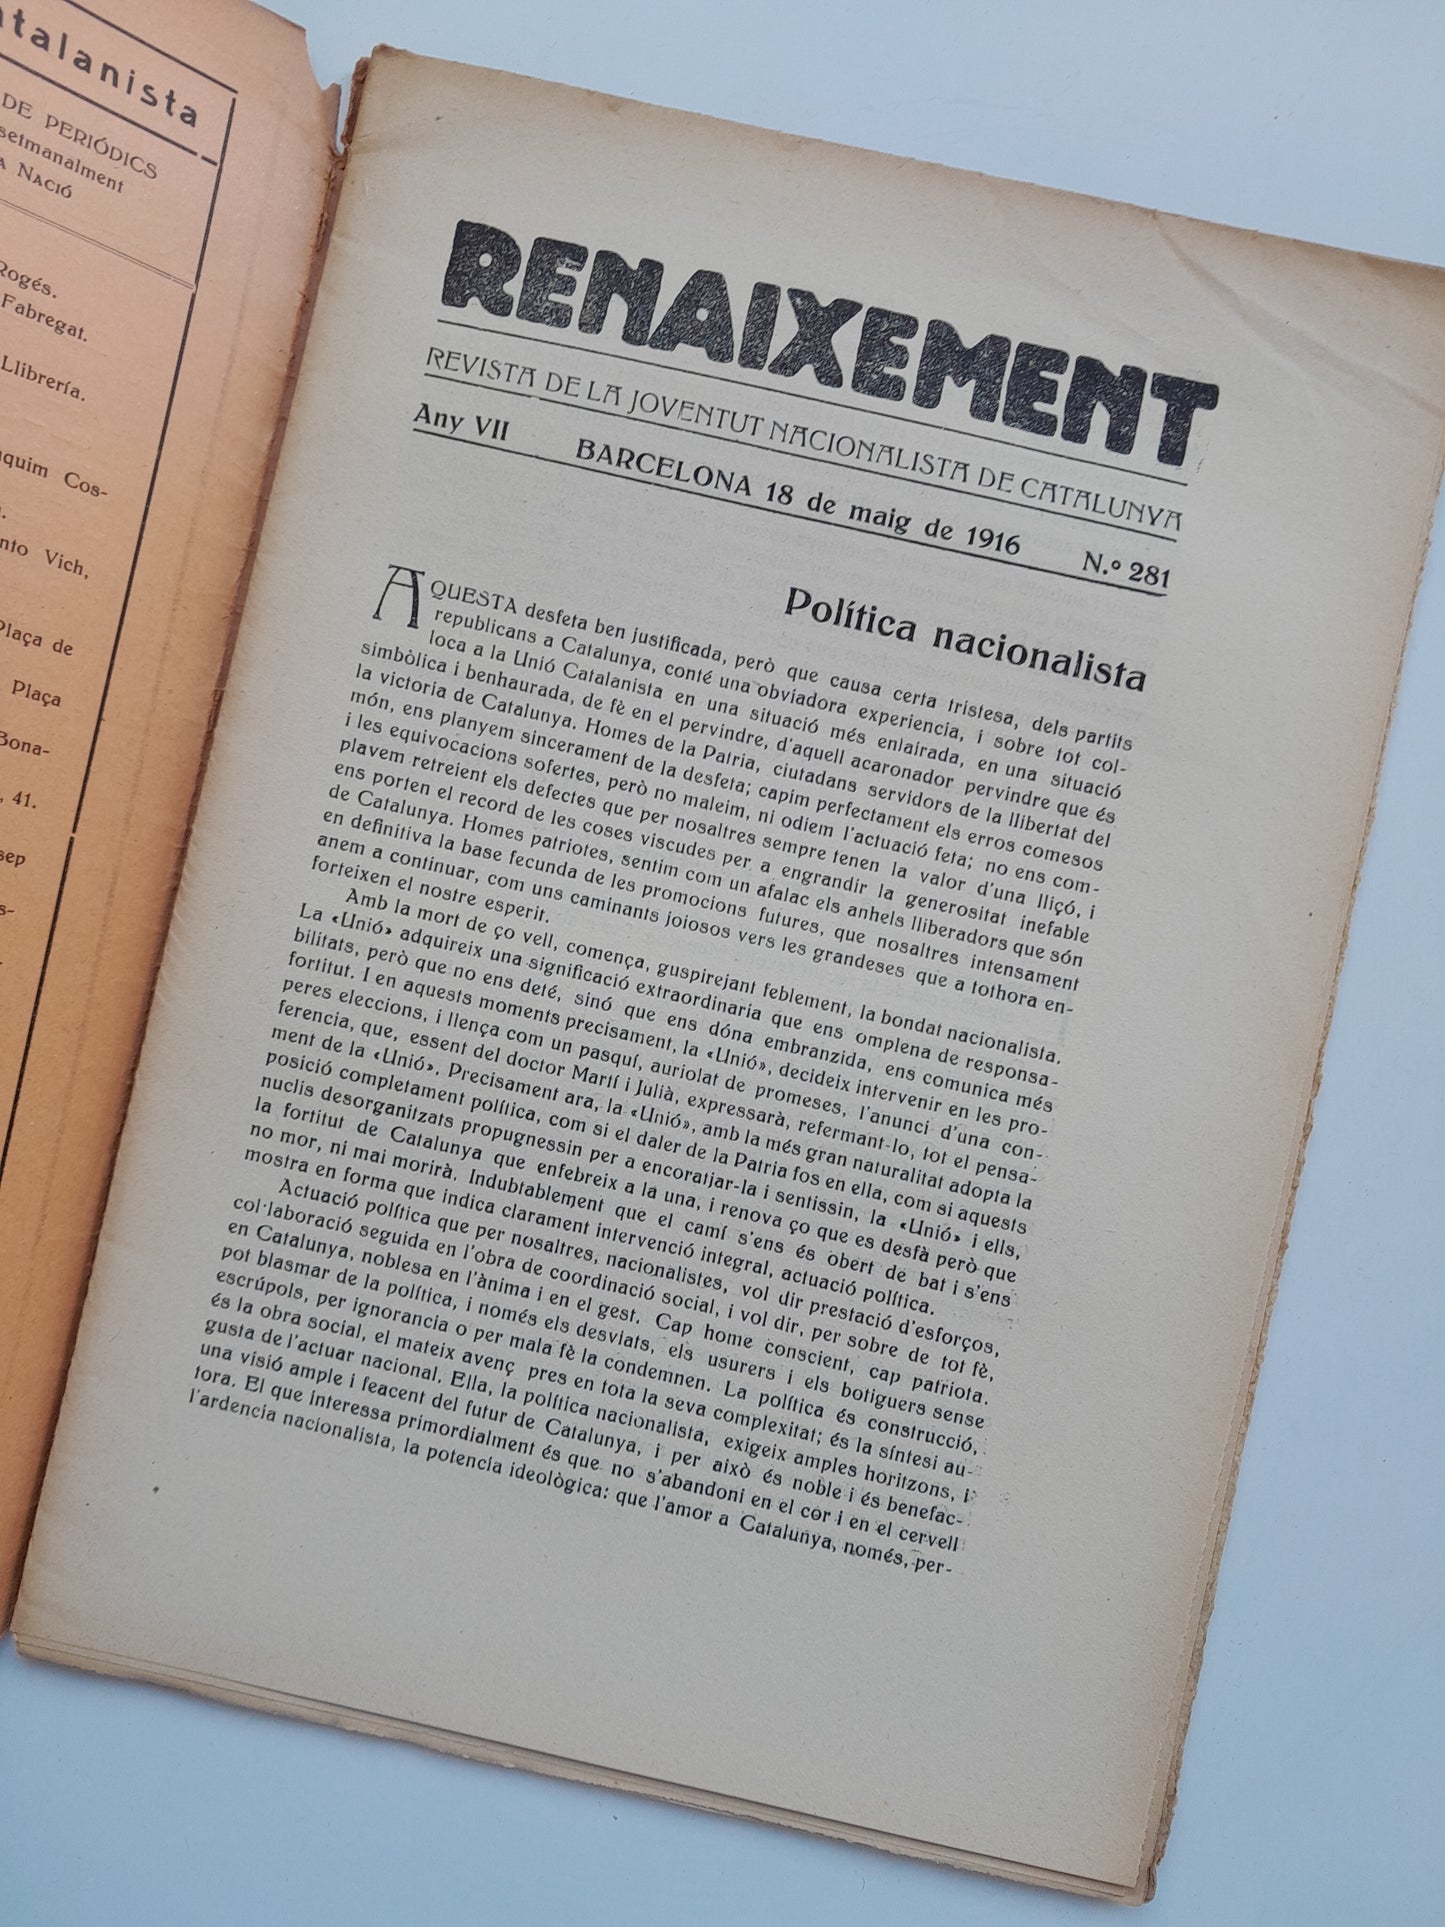 atalanista
DE PERIÓDICS
setmanalment
A NACIÓ
Rogés.
Fabregat.
Llibrería.
quim Cos-
nto Vich,
Plaça de
Plaça
Bona-
, 41.
sep
s-
RENAIXEMENT
REVISTA DE LA JOVENTUT NACIONALISTA DE CATALUNYA
Any VII BARCELONA 18 de maig de 1916 N.º 281
Política nacionalista
AQUESTA desfeta ben justificada, però que causa certa tristesa, dels partits
republicans a Catalunya, conté una obviadora experiencia, i sobre tot col-
loca a la Unió Catalanista en una situació més enlairada, en una situació
simbòlica i benhaurada, de fè en el pervindre, d'aquell acaronador pervindre que és
la victoria de Catalunya. Homes de la Patria, ciutadans servidors de la llibertat del
món, ens planyem sincerament de la desfeta; capim perfectament els erros comesos
i les equivocacions sofertes, però no maleim, ni odiem l'actuació feta; no ens com-
plavem retreient els defectes que per nosaltres sempre tenen la valor d'una lliçó, i
ens porten el record de les coses viscudes per a engrandir la generositat inefable
de Catalunya. Homes patriotes, sentim com un afalac els anhels lliberadors que són
en definitiva la base fecunda de les promocions futures, que nosaltres intensament
anem a continuar, com uns caminants joiosos vers les grandeses que a tothora en-
forteixen el nostre esperit.
Amb la mort de ço vell, comença, guspirejant feblement, la bondat nacionalista.
La «Unió» adquireix una significació extraordinaria que ens omplena de responsa-
bilitats, però que no ens deté, sinó que ens dóna embranzida, ens comunica més
fortitut. I en aquests moments precisament, la «Unió», decideix intervenir en les pro-
peres eleccions, i llença com un pasquí, auriolat de promeses, l'anunci d'una con-
ferencia, que, essent del doctor Martí i Julià, expressarà, refermant-lo, tot el pensa-
ment de la «Unió». Precisament ara, la «Unió», amb la més gran naturalitat adopta la
posició completament política, com si el daler de la Patria fos en ella, com si aquests
nuclis desorganitzats propugnessin per a encoratjar-la i sentissin, la «Unió» i ells,
la fortitut de Catalunya que enfebreix a la una, i renova ço que es desfà però que
no mor, ni mai morirà. Indubtablement que el camí s'ens és obert de bat i s'ens
mostra en forma que indica clarament intervenció integral, actuació política.
Actuació política que per nosaltres, nacionalistes, vol dir prestació d'esforços,
col·laboració seguida en l'obra de coordinació social, i vol dir, per sobre de tot fè,
en Catalunya, noblesa en l'ànima i en el gest. Cap home conscient, cap patriota.
pot blasmar de la política, i només els desviats, els usurers i els botiguers sense
escrúpols, per ignorancia o per mala fè la condemnen. La política és construcció,
és la obra social, el mateix avenç pres en tota la seva complexitat; és la síntesi au-
gusta de l'actuar nacional. Ella, la política nacionalista, exigeix amples horitzons, i
una visió ample i feacent del futur de Catalunya, i per això és noble i és benefac-
tora. El que interessa primordialment és que no s'abandoni en el cor i en el cervell
l'ardencia nacionalista, la potencia ideològica: que l'amor a Catalunya, només, per-